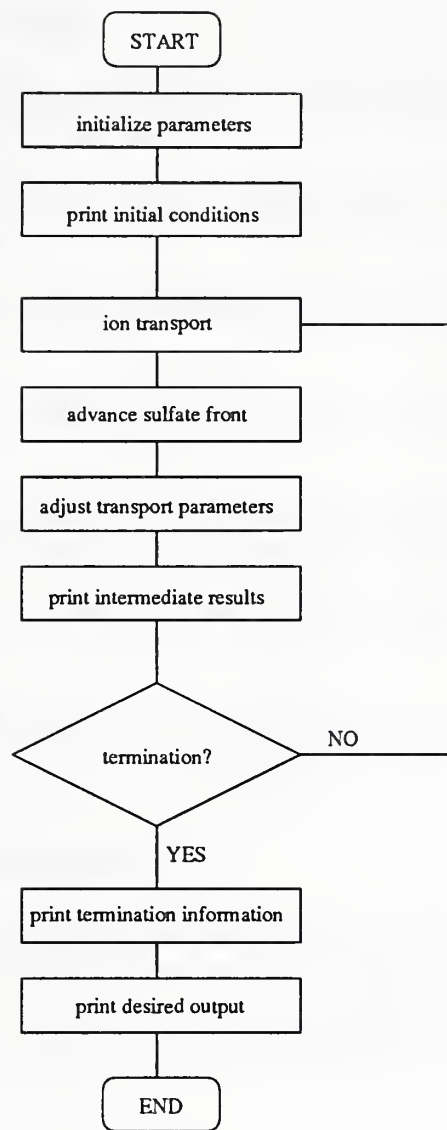 START
initialize parameters
print initial conditions
ion transport
advance sulfate front
adjust transport parameters
print intermediate results
termination?
NO
YES
print termination information
print desired output
END